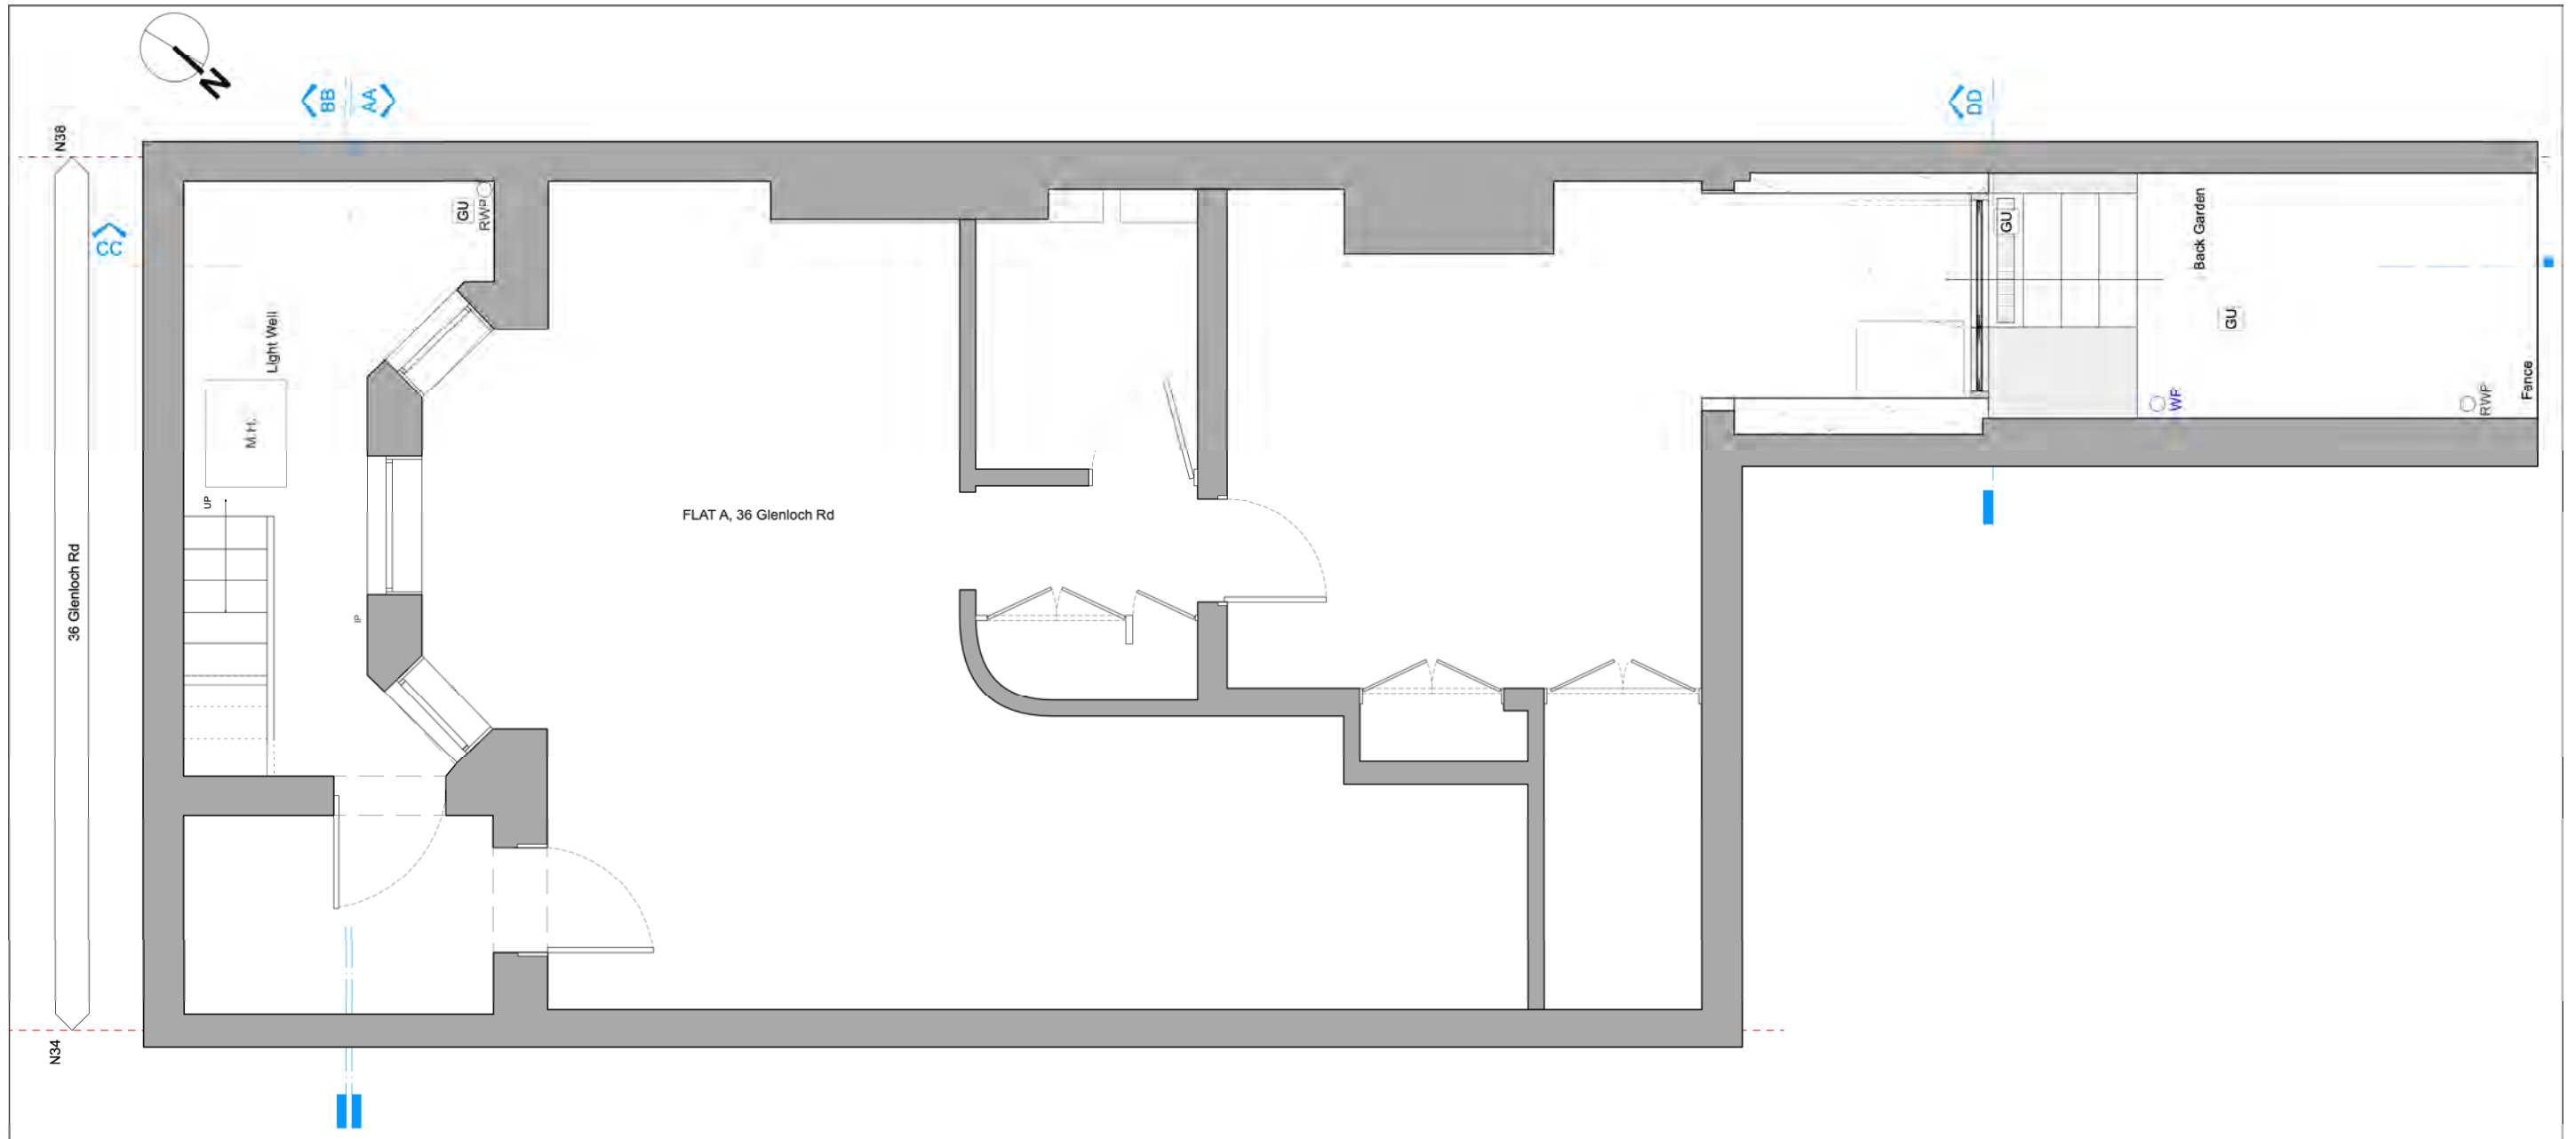 N
BB
AA
DD
N38
CC
GU
RWP
Light Well
M.H.
UP
36 Glenloch Rd
IP
FLAT A, 36 Glenloch Rd
GU
Back Garden
GU
WP
RWP
Fence
N34